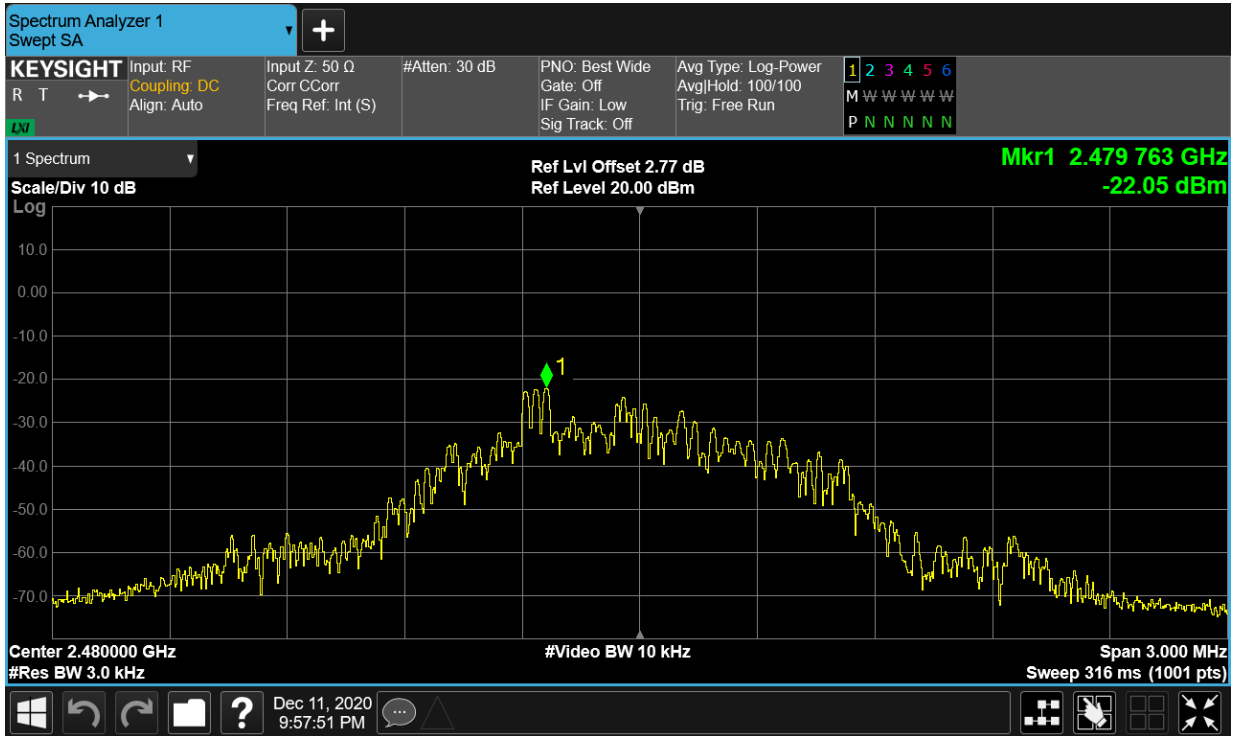 Spectrum Analyzer 1
Swept SA
▼
+
KEYSIGHT
R T
LXI
Input: RF
Coupling: DC
Align: Auto
Input Z: 50 Ω
Corr CCorr
Freq Ref: Int (S)
#Atten: 30 dB
PNO: Best Wide
Gate: Off
IF Gain: Low
Sig Track: Off
Avg Type: Log-Power
Avg|Hold: 100/100
Trig: Free Run
1 2 3 4 5 6
M W W W W W
P N N N N N
1 Spectrum ▼
Scale/Div 10 dB
Log
Ref Lvl Offset 2.77 dB
Ref Level 20.00 dBm
Mkr1 2.479 763 GHz
-22.05 dBm
10.0
0.00
-10.0
-20.0
-30.0
-40.0
-50.0
-60.0
-70.0
1
Center 2.480000 GHz
#Res BW 3.0 kHz
#Video BW 10 kHz
Span 3.000 MHz
Sweep 316 ms (1001 pts)
?
Dec 11, 2020
9:57:51 PM